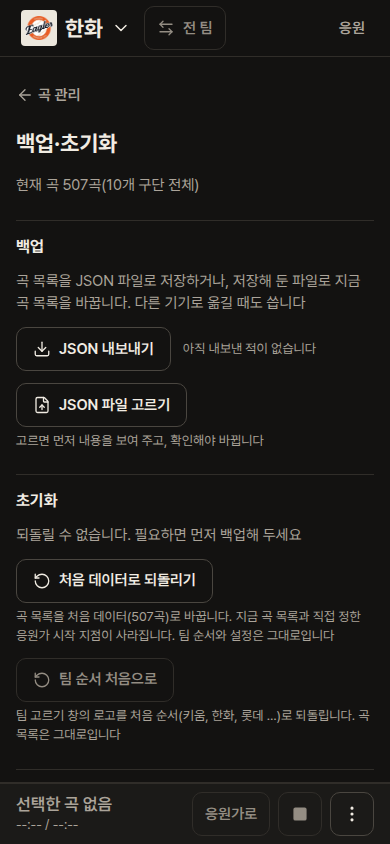 Eagles
한화
전 팀
응원
곡 관리
백업·초기화
현재 곡 507곡(10개 구단 전체)
백업
곡 목록을 JSON 파일로 저장하거나, 저장해 둔 파일로 지금
곡 목록을 바꿉니다. 다른 기기로 옮길 때도 씁니다
JSON 내보내기
아직 내보낸 적이 없습니다
JSON 파일 고르기
고르면 먼저 내용을 보여 주고, 확인해야 바뀝니다
초기화
되돌릴 수 없습니다. 필요하면 먼저 백업해 두세요
처음 데이터로 되돌리기
곡 목록을 처음 데이터(507곡)로 바꿉니다. 지금 곡 목록과 직접 정한
응원가 시작 지점이 사라집니다. 팀 순서와 설정은 그대로입니다
팀 순서 처음으로
팀 고르기 창의 로고를 처음 순서(키움, 한화, 롯데 ...)로 되돌립니다. 곡
목록은 그대로입니다
선택한 곡 없음
--:-- / --:--
응원가로